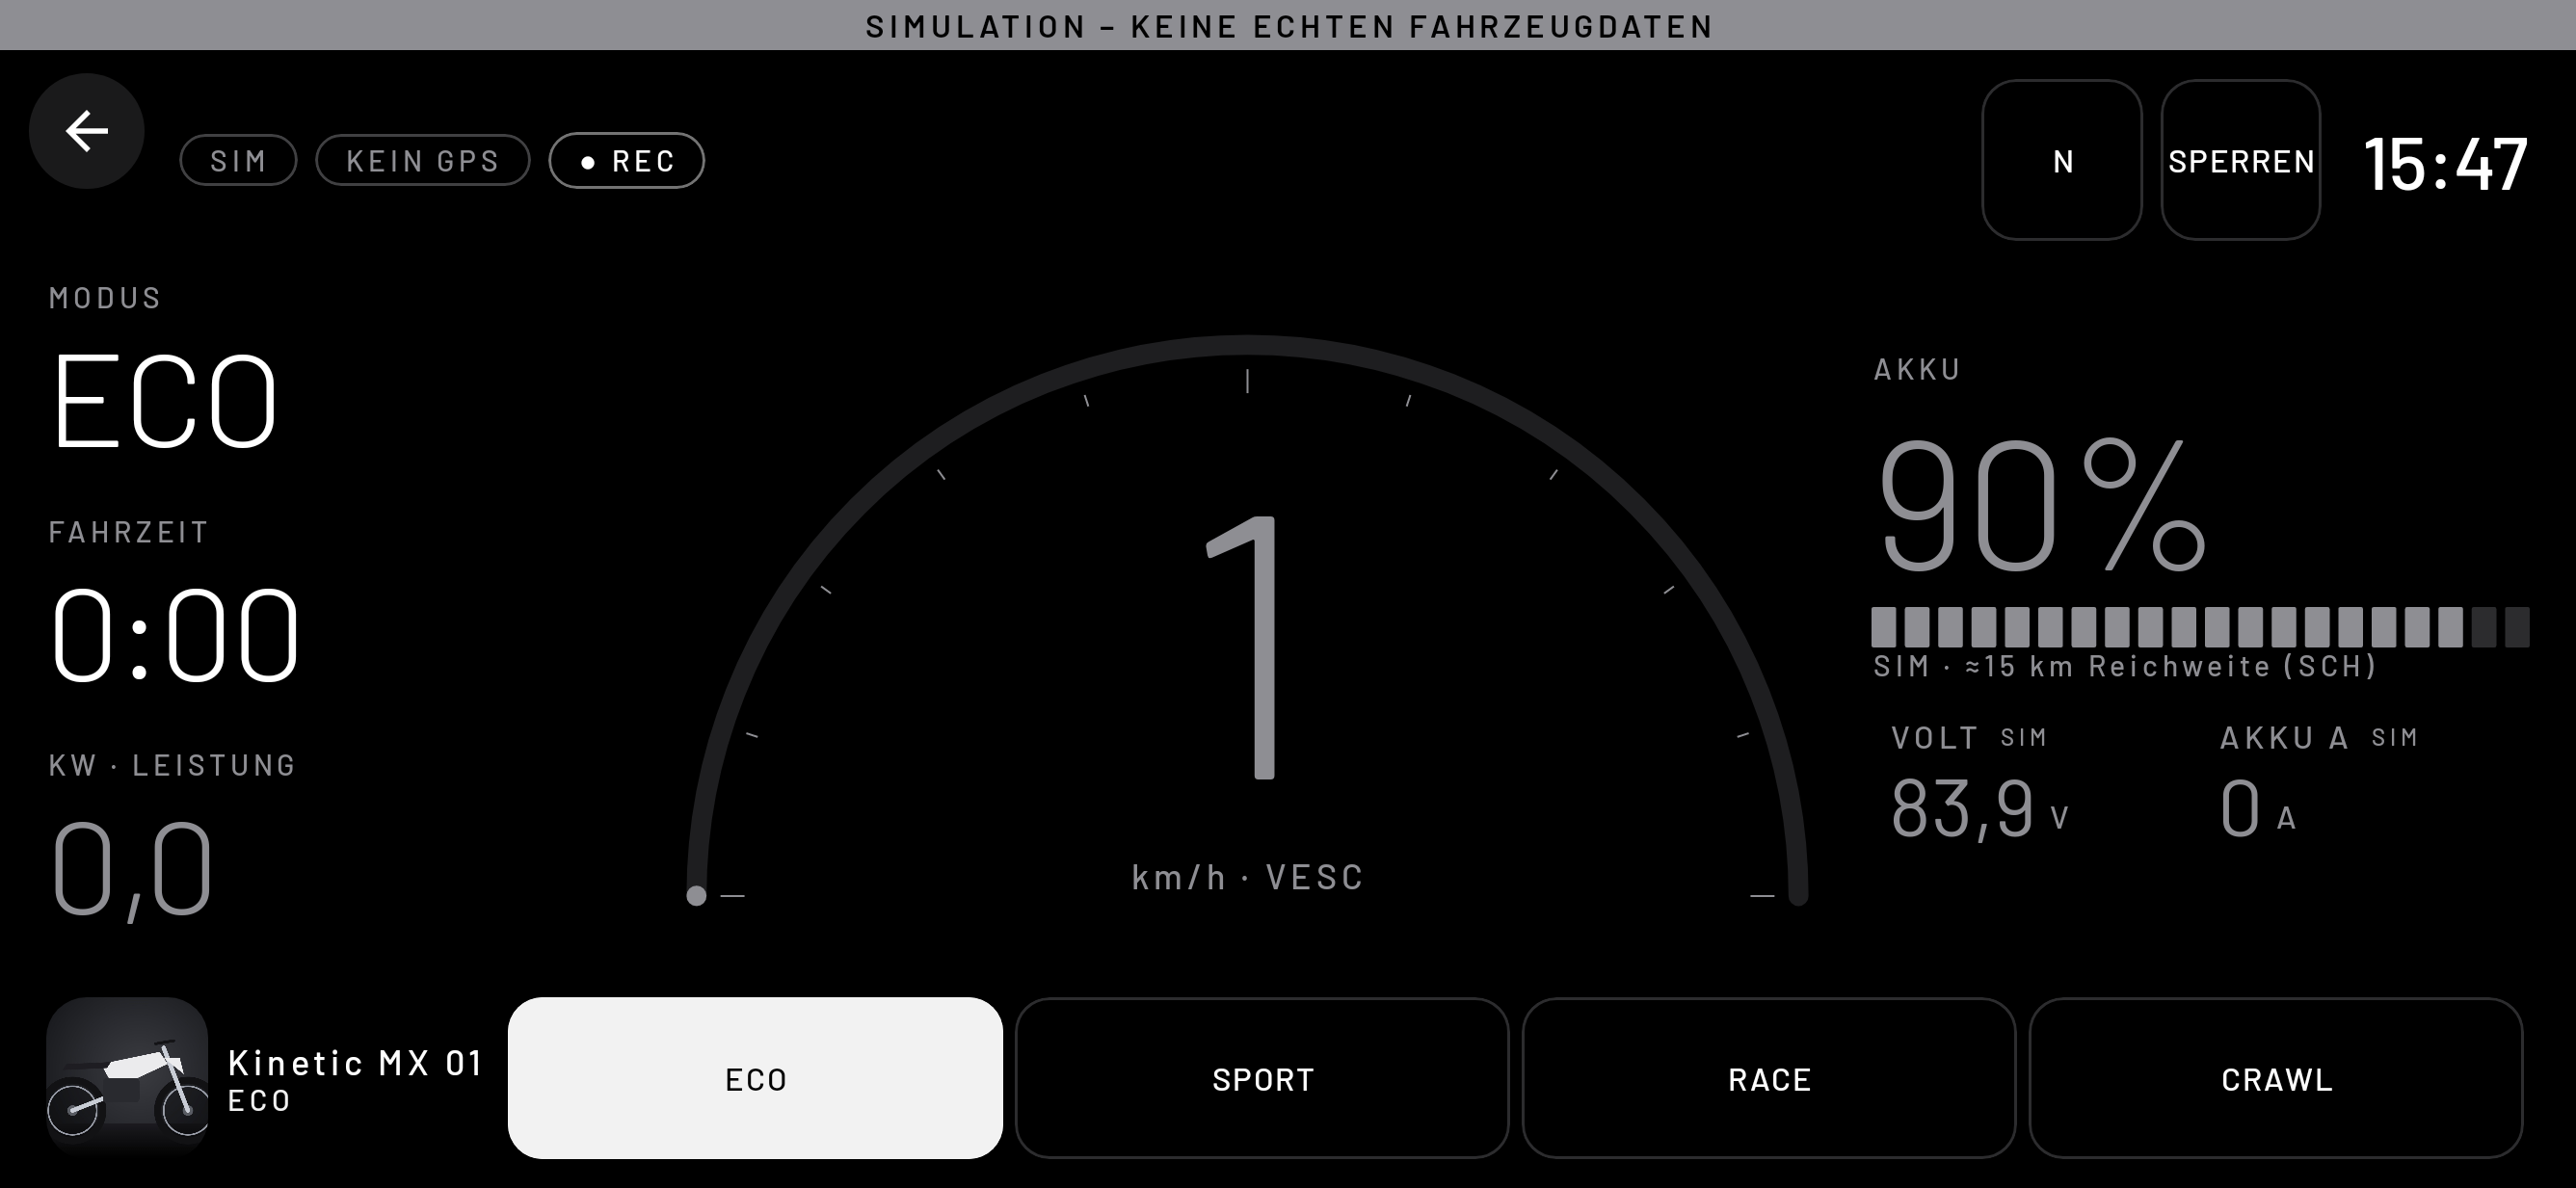 SIMULATION – KEINE ECHTEN FAHRZEUGDATEN
SIM
KEIN GPS
● REC
N
SPERREN
15:47
MODUS
ECO
FAHRZEIT
0:00
KW · LEISTUNG
0,0
1
km/h · VESC
AKKU
90%
SIM · ≈15 km Reichweite (SCH)
VOLT SIM
83,9 V
AKKU A SIM
0 A
Kinetic MX 01
ECO
ECO
SPORT
RACE
CRAWL